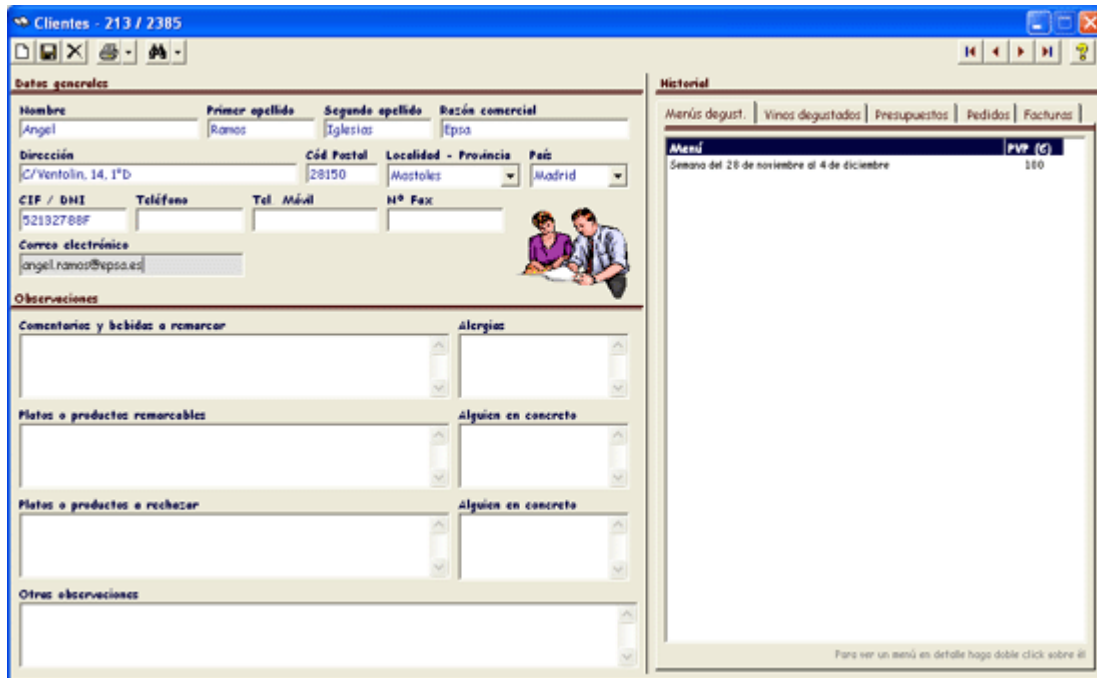 Clientes - 213 / 2385
Datos generales
Nombre Primer apellido Segundo apellido Razón comercial
Angel Ramos Iglesias Epsa
Dirección Cód Postal Localidad - Provincia País
C/Ventolin, 14, 1ºD 28150 Mostoles Madrid
CIF / DNI Teléfono Tel. Móvil Nº Fax
52132788F
Correo electrónico
angel.ramos@epsa.es
Observaciones
Comentarios y bebidas a remarcar Alergias
Platos o productos remarcables Alguien en concreto
Platos o productos a rechazar Alguien en concreto
Otras observaciones
Historial
Menús degust. Vinos degustados Presupuestos Pedidos Facturas
Menú PVP (€)
Semana del 28 de noviembre al 4 de diciembre 180
Para ver un menú en detalle haga doble click sobre él